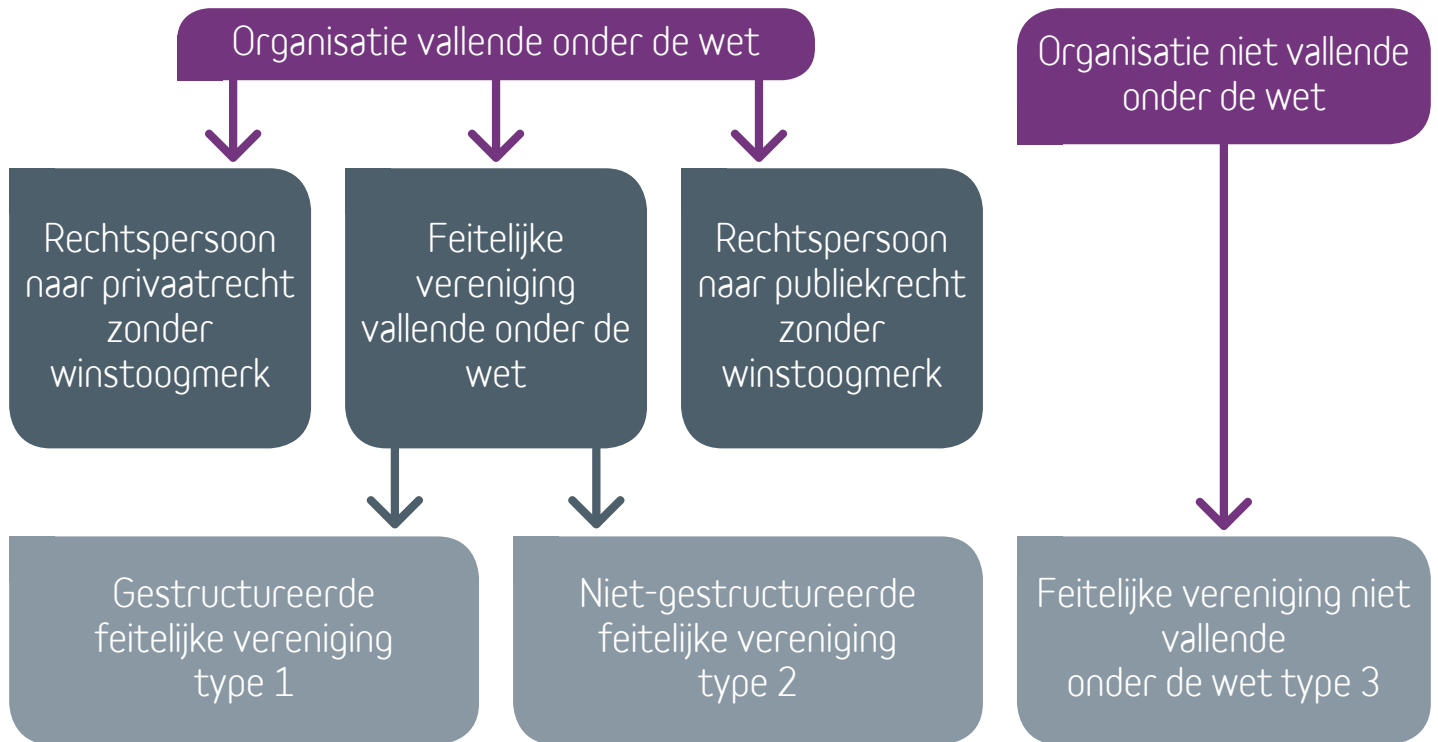 Organisatie vallende onder de wet
Organisatie niet vallende
onder de wet
Rechtspersoon
naar privaatrecht
zonder
winstoogmerk
Feitelijke
vereniging
vallende onder de
wet
Rechtspersoon
naar publiekrecht
zonder
winstoogmerk
Gestructureerde
feitelijke vereniging
type 1
Niet-gestructureerde
feitelijke vereniging
type 2
Feitelijke vereniging niet
vallende
onder de wet type 3